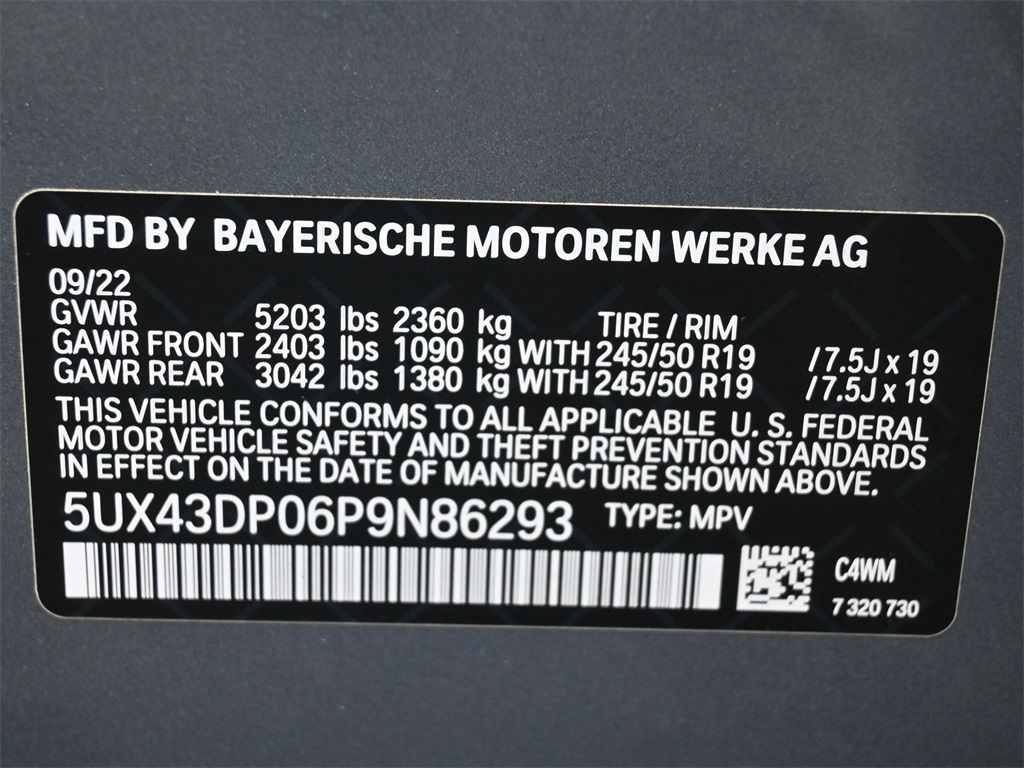 MFD BY BAYERISCHE MOTOREN WERKE AG
09/22
GVWR 5203 lbs 2360 kg TIRE / RIM
GAWR FRONT 2403 lbs 1090 kg WITH 245/50 R19 /7.5J x 19
GAWR REAR 3042 lbs 1380 kg WITH 245/50 R19 /7.5J x 19
THIS VEHICLE CONFORMS TO ALL APPLICABLE U. S. FEDERAL
MOTOR VEHICLE SAFETY AND THEFT PREVENTION STANDARDS
IN EFFECT ON THE DATE OF MANUFACTURE SHOWN ABOVE.
5UX43DP06P9N86293 TYPE: MPV
C4WM
7 320 730